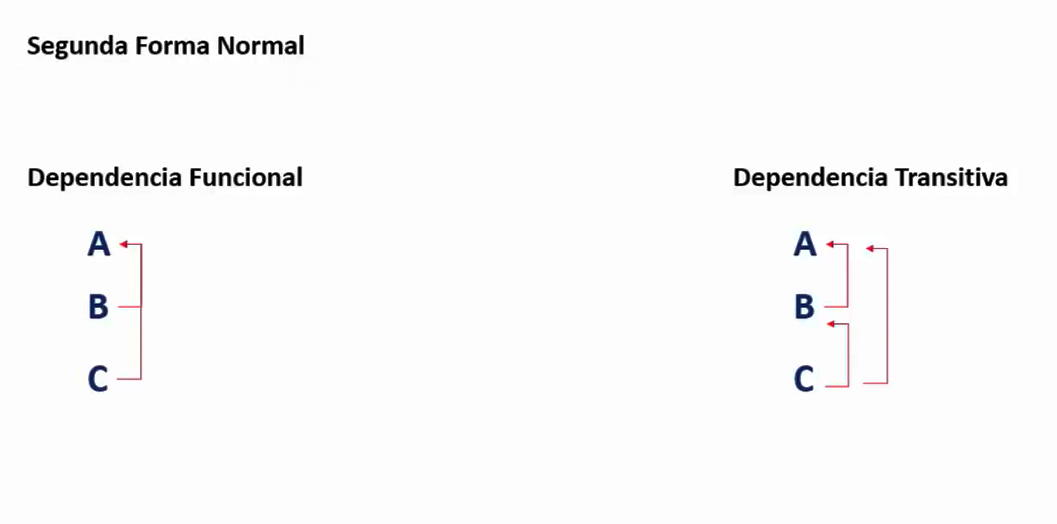 Segunda Forma Normal
Dependencia Funcional
A
B
C
Dependencia Transitiva
A
B
C